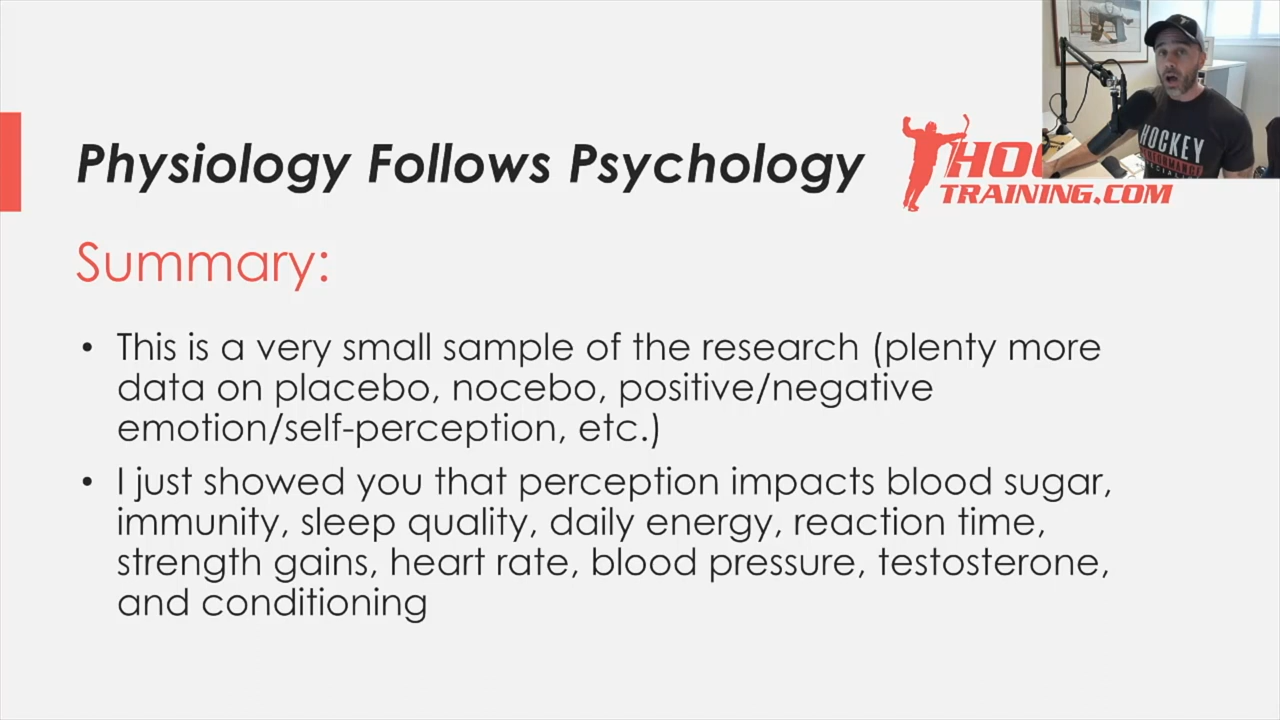 Physiology Follows Psychology
TRAINING.COM
HOCKEY
PERFORMANCE
Summary:
• This is a very small sample of the research (plenty more
data on placebo, nocebo, positive/negative
emotion/self-perception, etc.)
• I just showed you that perception impacts blood sugar,
immunity, sleep quality, daily energy, reaction time,
strength gains, heart rate, blood pressure, testosterone,
and conditioning